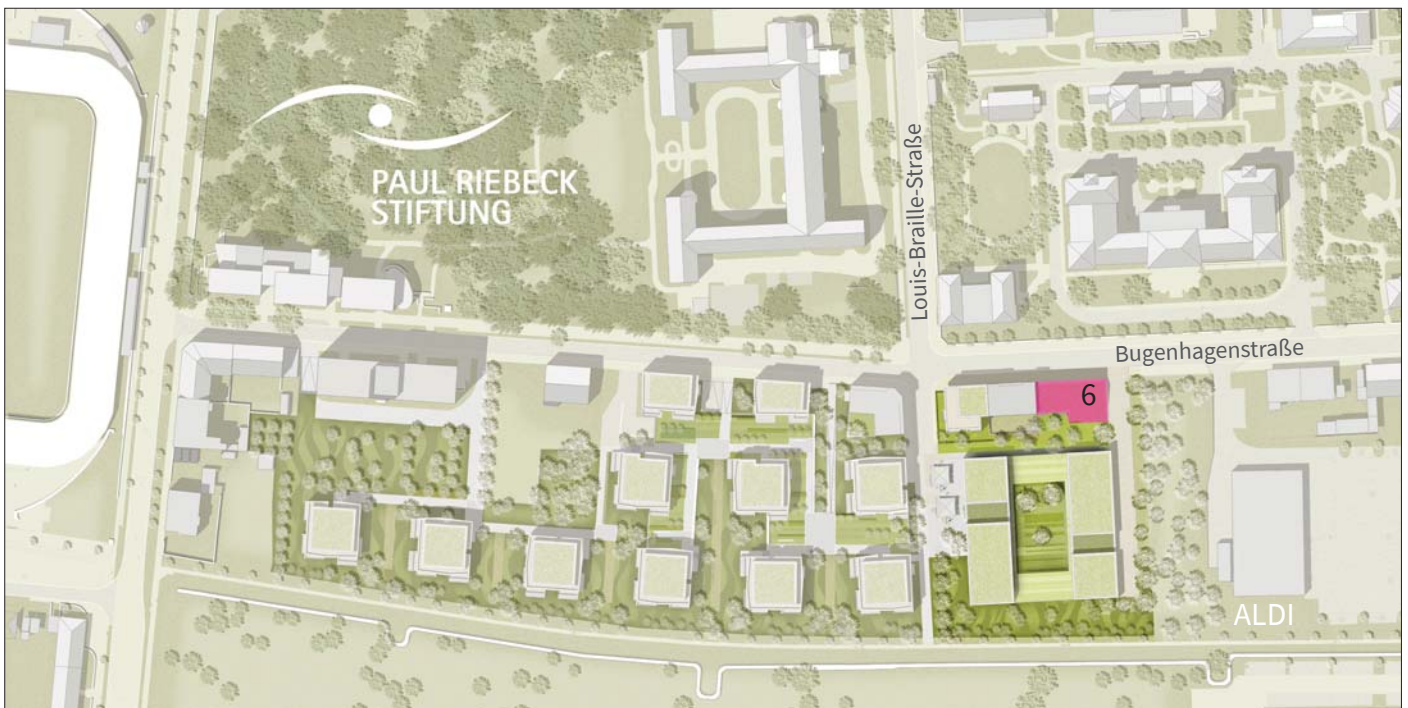 PAUL RIEBECK
STIFTUNG
Louis-Braille-Straße
Bugenhagenstraße
6
ALDI